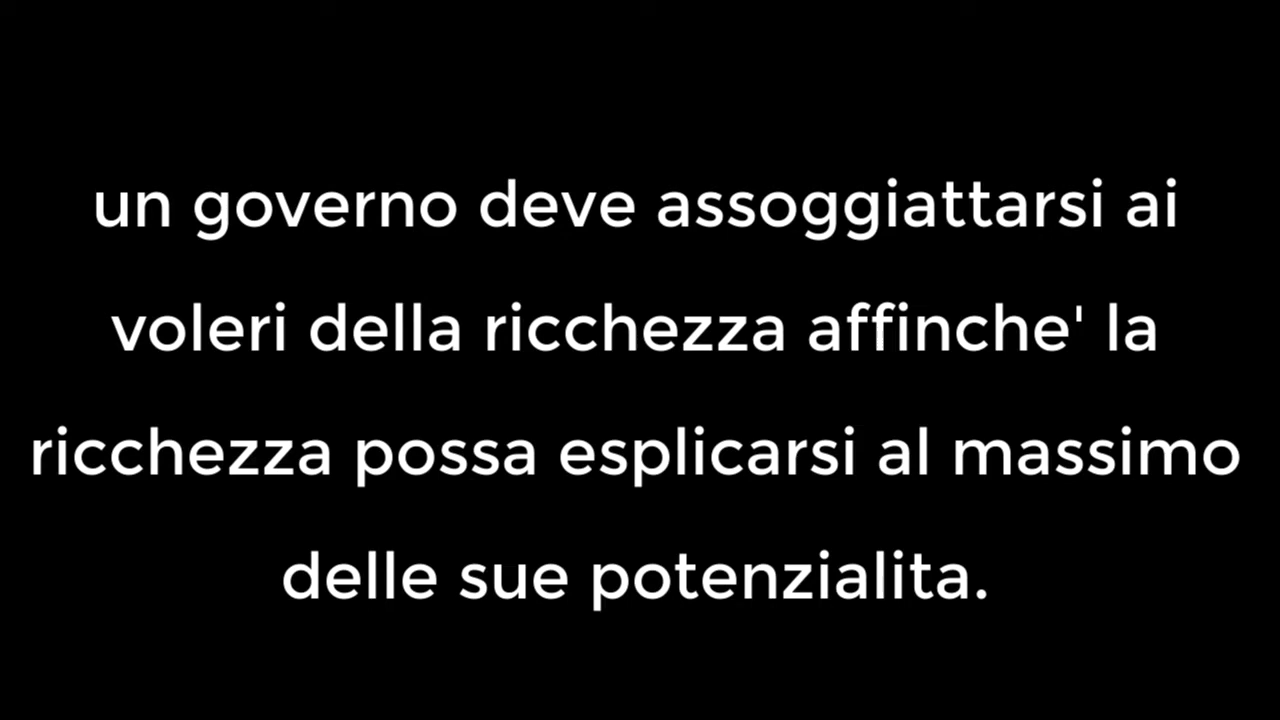 un governo deve assoggiattarsi ai
voleri della ricchezza affinche' la
ricchezza possa esplicarsi al massimo
delle sue potenzialita.